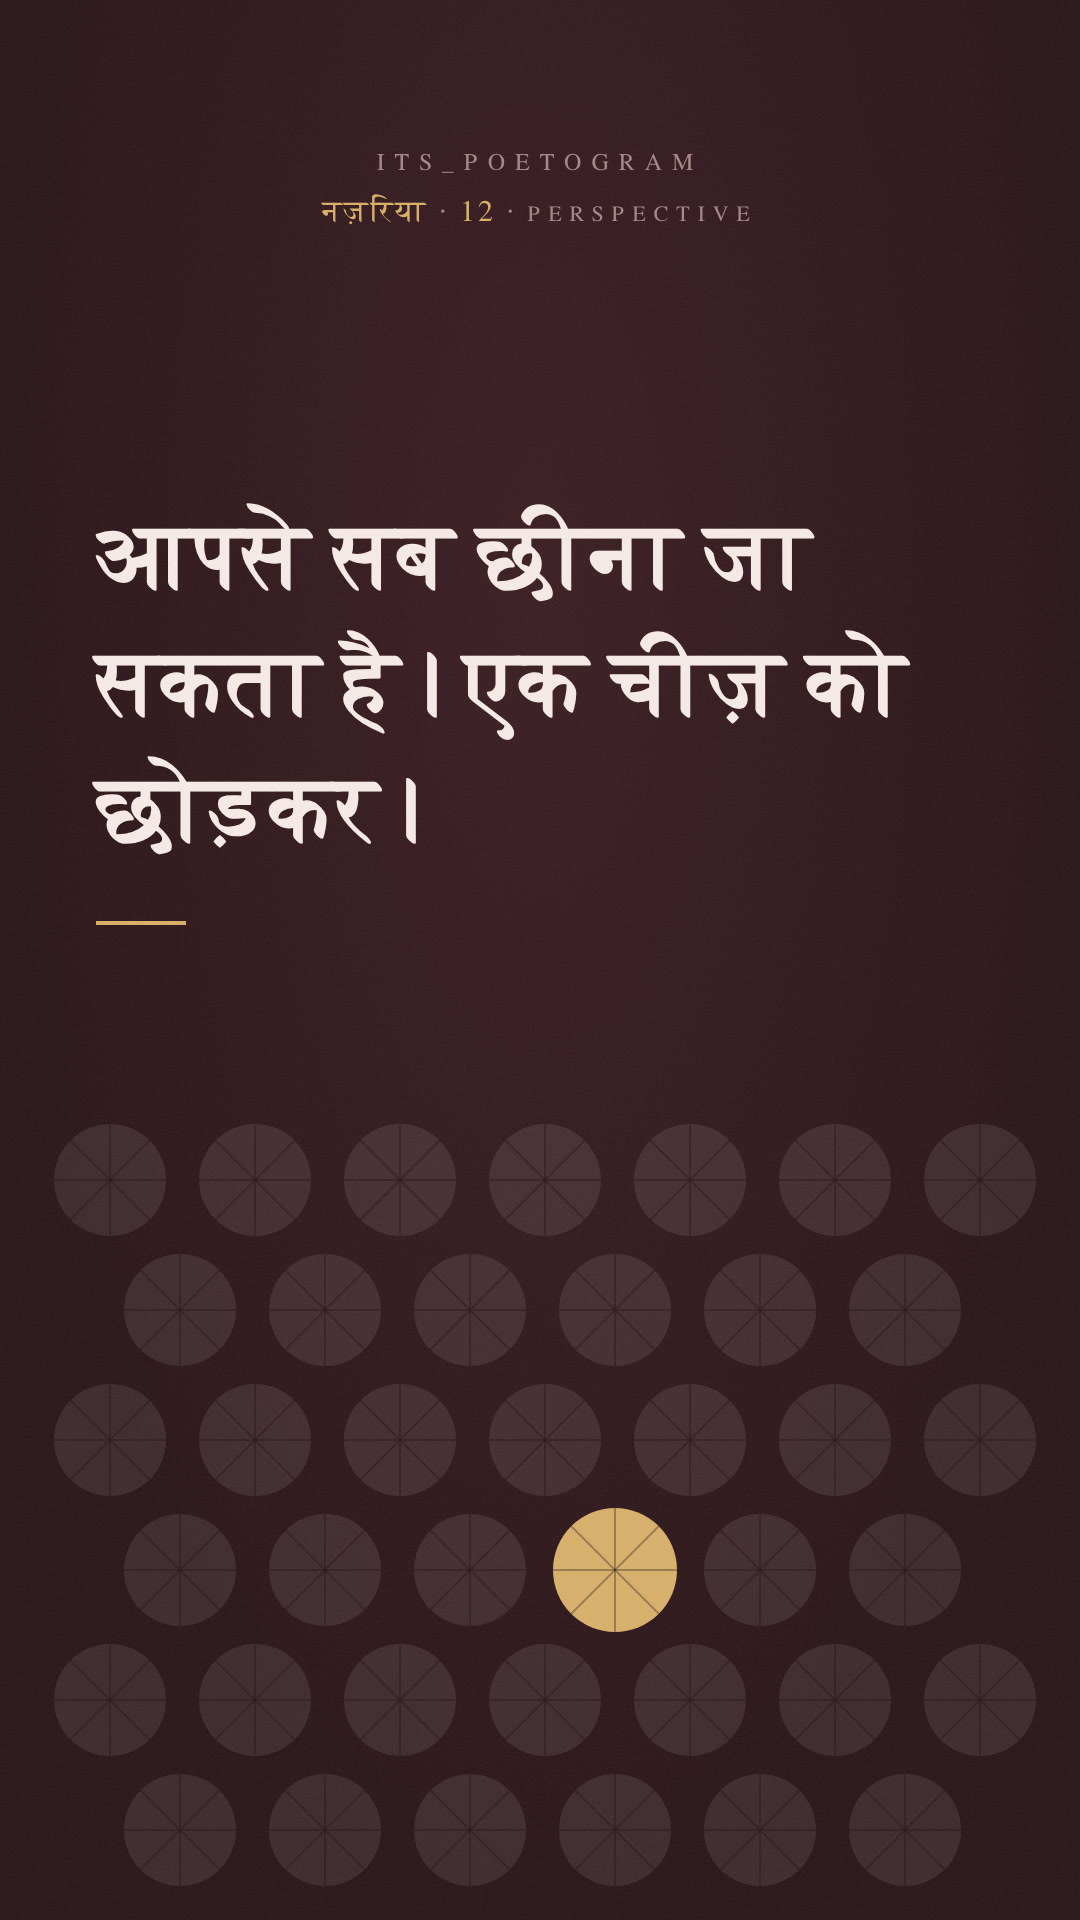 ITS_POETOGRAM
नज़रिया · 12 · PERSPECTIVE
आपसे सब छीना जा
सकता है। एक चीज़ को
छोड़कर।